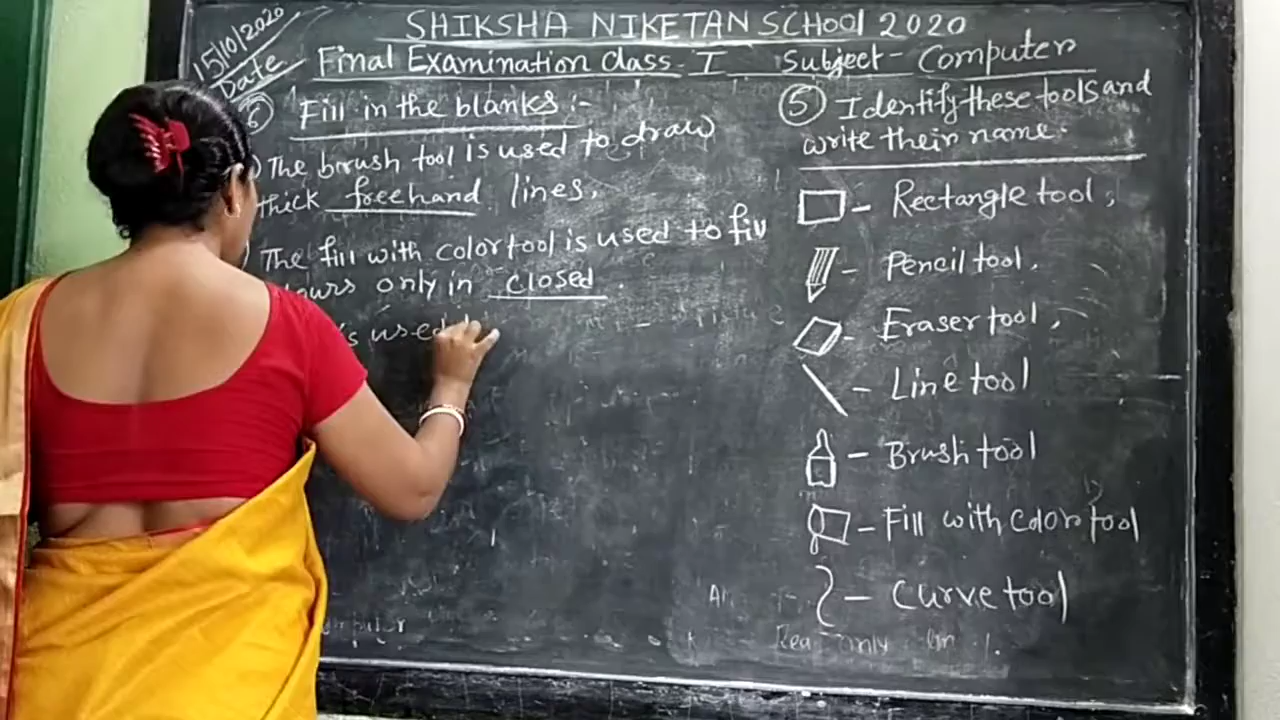 15/10/2020
Date
SHIKSHA NIKETAN SCHOOL 2020
Final Examination class - I Subject - Computer
⑥ Fill in the blanks :-
) The brush tool is used to draw
thick freehand lines,
) The fill with color tool is used to fill
ours only in closed .
is used
⑤ Identify these tools and
write their name.
- Rectangle tool,
- Pencil tool,
- Eraser tool,
- Line tool
- Brush tool
- Fill with color tool
- Curve tool